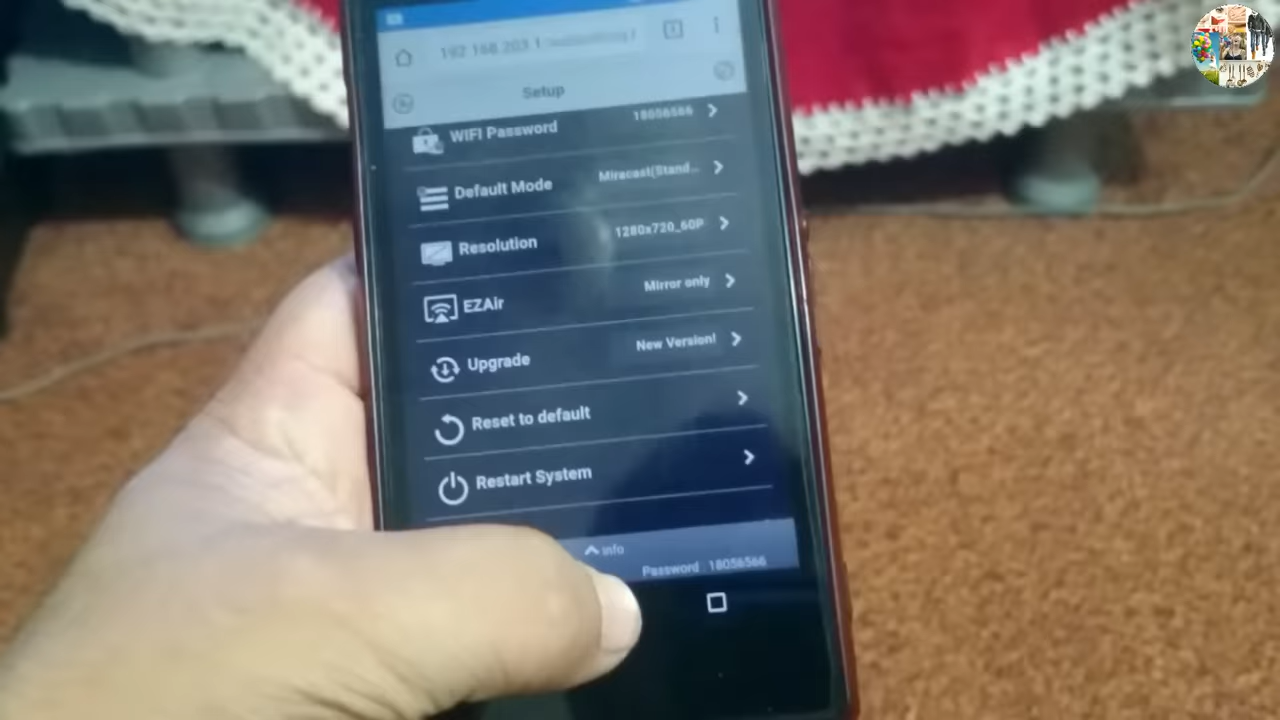 192.168.203.1
Setup
WIFI Password 18056566
Default Mode Miracast(Stand...
Resolution 1280x720_60P
EZAir Mirror only
Upgrade New Version!
Reset to default
Restart System
Info
Password : 18056566